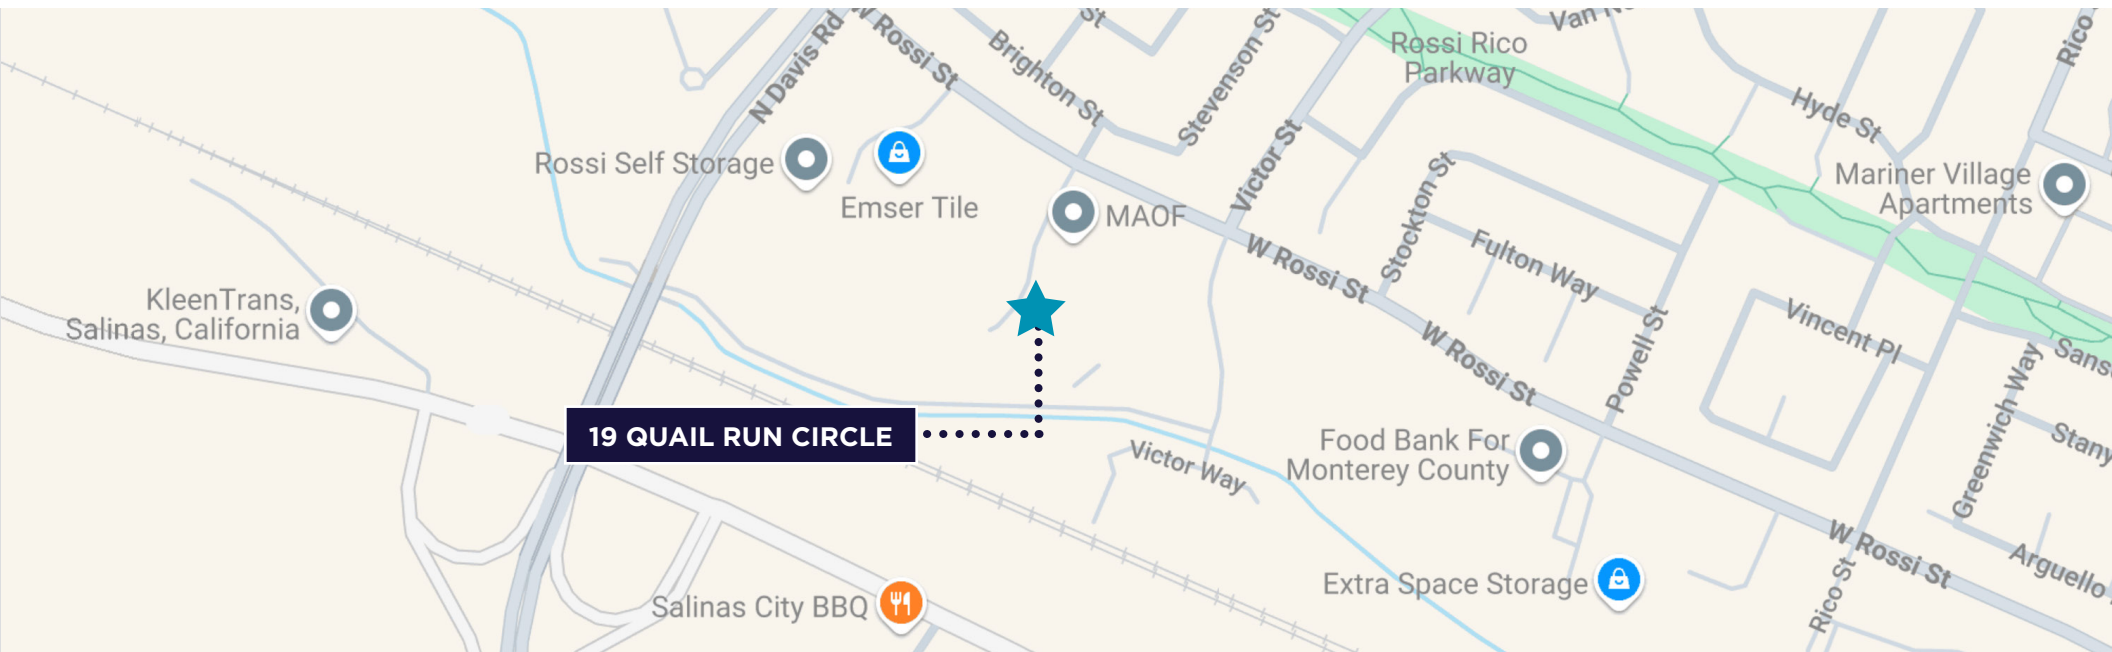 St
Van
Rico
N Davis Rd
W Rossi St
Brighton St
Stevenson St
Rossi Rico
Parkway
Hyde St
Victor St
Rossi Self Storage
Emser Tile
MAOF
Stockton St
Mariner Village
Apartments
W Rossi St
Fulton Way
KleenTrans,
Salinas, California
W Rossi St
Powell St
Vincent Pl
Greenwich Way
19 QUAIL RUN CIRCLE
Victor Way
Food Bank For
Monterey County
W Rossi St
Arguello
Extra Space Storage
Rico St
Salinas City BBQ